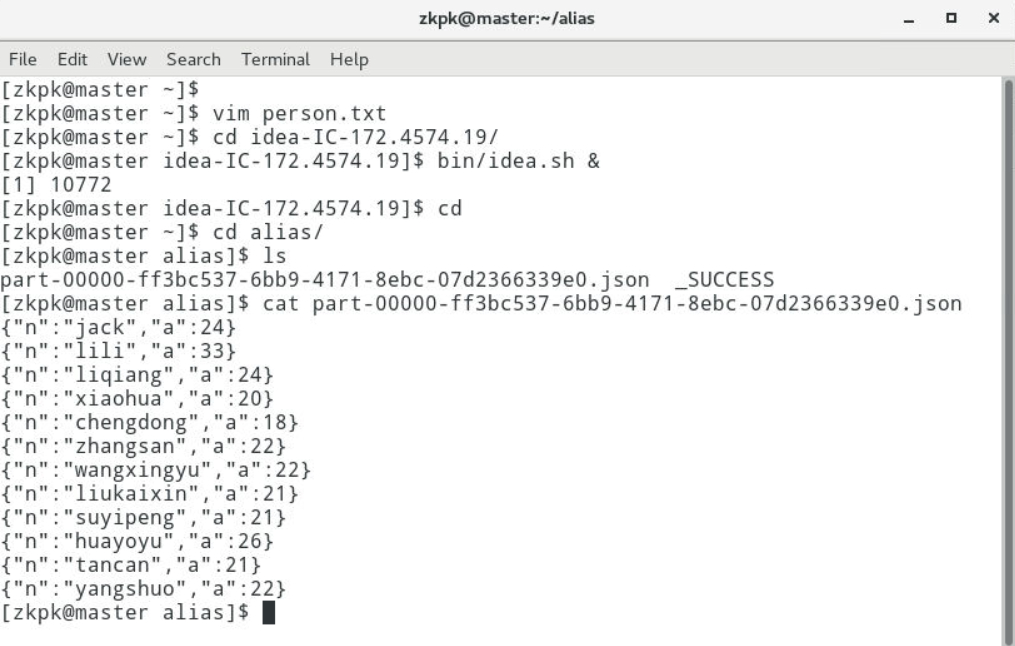 zkpk@master:~/alias
File Edit View Search Terminal Help
[zkpk@master ~]$
[zkpk@master ~]$ vim person.txt
[zkpk@master ~]$ cd idea-IC-172.4574.19/
[zkpk@master idea-IC-172.4574.19]$ bin/idea.sh &
[1] 10772
[zkpk@master idea-IC-172.4574.19]$ cd
[zkpk@master ~]$ cd alias/
[zkpk@master alias]$ ls
part-00000-ff3bc537-6bb9-4171-8ebc-07d2366339e0.json  _SUCCESS
[zkpk@master alias]$ cat part-00000-ff3bc537-6bb9-4171-8ebc-07d2366339e0.json
{"n":"jack","a":24}
{"n":"lili","a":33}
{"n":"liqiang","a":24}
{"n":"xiaohua","a":20}
{"n":"chengdong","a":18}
{"n":"zhangsan","a":22}
{"n":"wangxingyu","a":22}
{"n":"liukaixin","a":21}
{"n":"suyipeng","a":21}
{"n":"huayoyu","a":26}
{"n":"tancan","a":21}
{"n":"yangshuo","a":22}
[zkpk@master alias]$